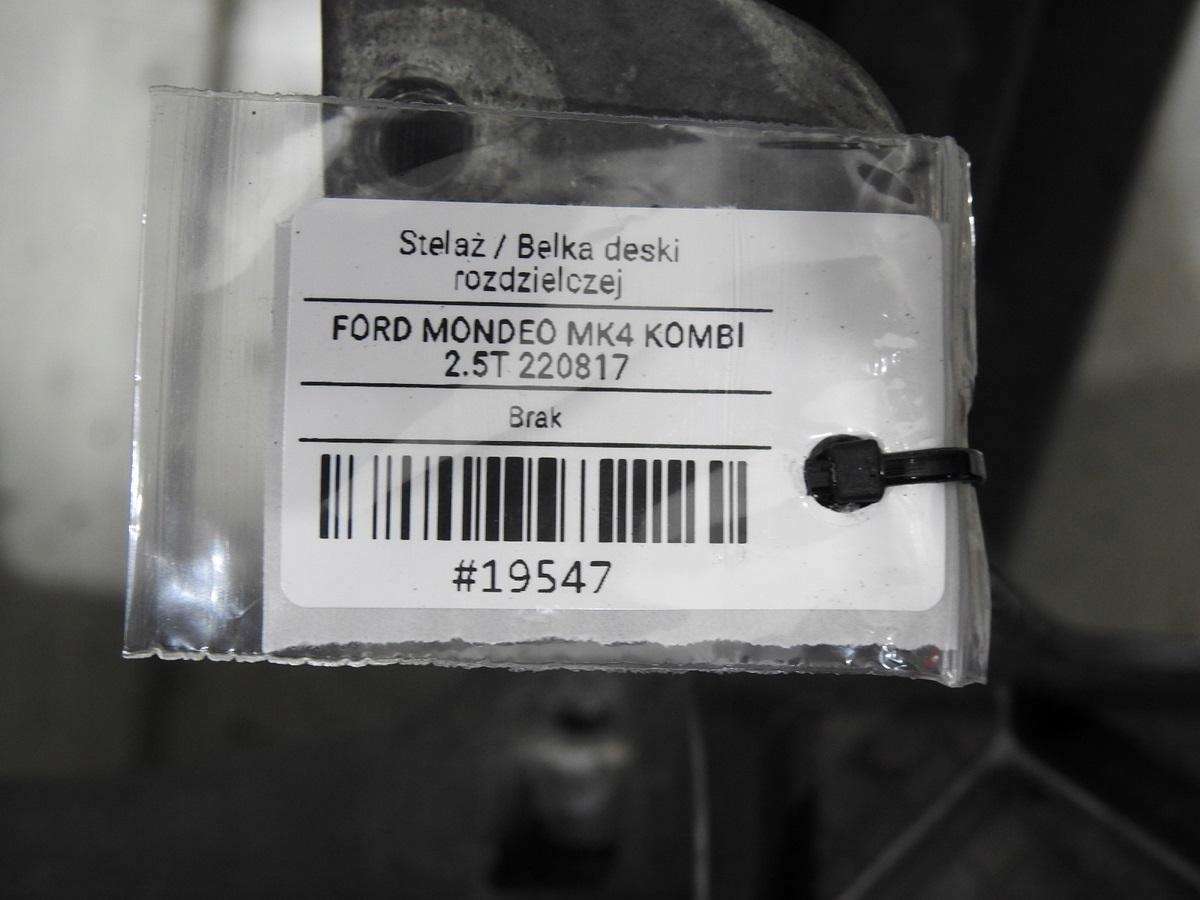 Stelaż / Belka deski
rozdzielczej
FORD MONDEO MK4 KOMBI
2.5T 220817
Brak
#19547